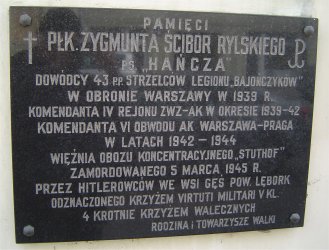 PAMIĘCI
PŁK. ZYGMUNTA ŚCIBOR RYLSKIEGO
PS. „HAŃCZA"
DOWÓDCY 43 PP. STRZELCÓW LEGIONU „BAJOŃCZYKÓW"
W OBRONIE WARSZAWY W 1939 R.
KOMENDANTA IV REJONU ZWZ-AK W OKRESIE 1939-42
KOMENDANTA VI OBWODU AK WARSZAWA-PRAGA
W LATACH 1942 – 1944
WIĘŹNIA OBOZU KONCENTRACYJNEGO „STUTHOF"
ZAMORDOWANEGO 5 MARCA 1945 R.
PRZEZ HITLEROWCÓW WE WSI GĘS POW. LĘBORK
ODZNACZONEGO KRZYŻEM VIRTUTI MILITARI V KL.
4 KROTNIE KRZYŻEM WALECZNYCH
RODZINA I TOWARZYSZE WALKI